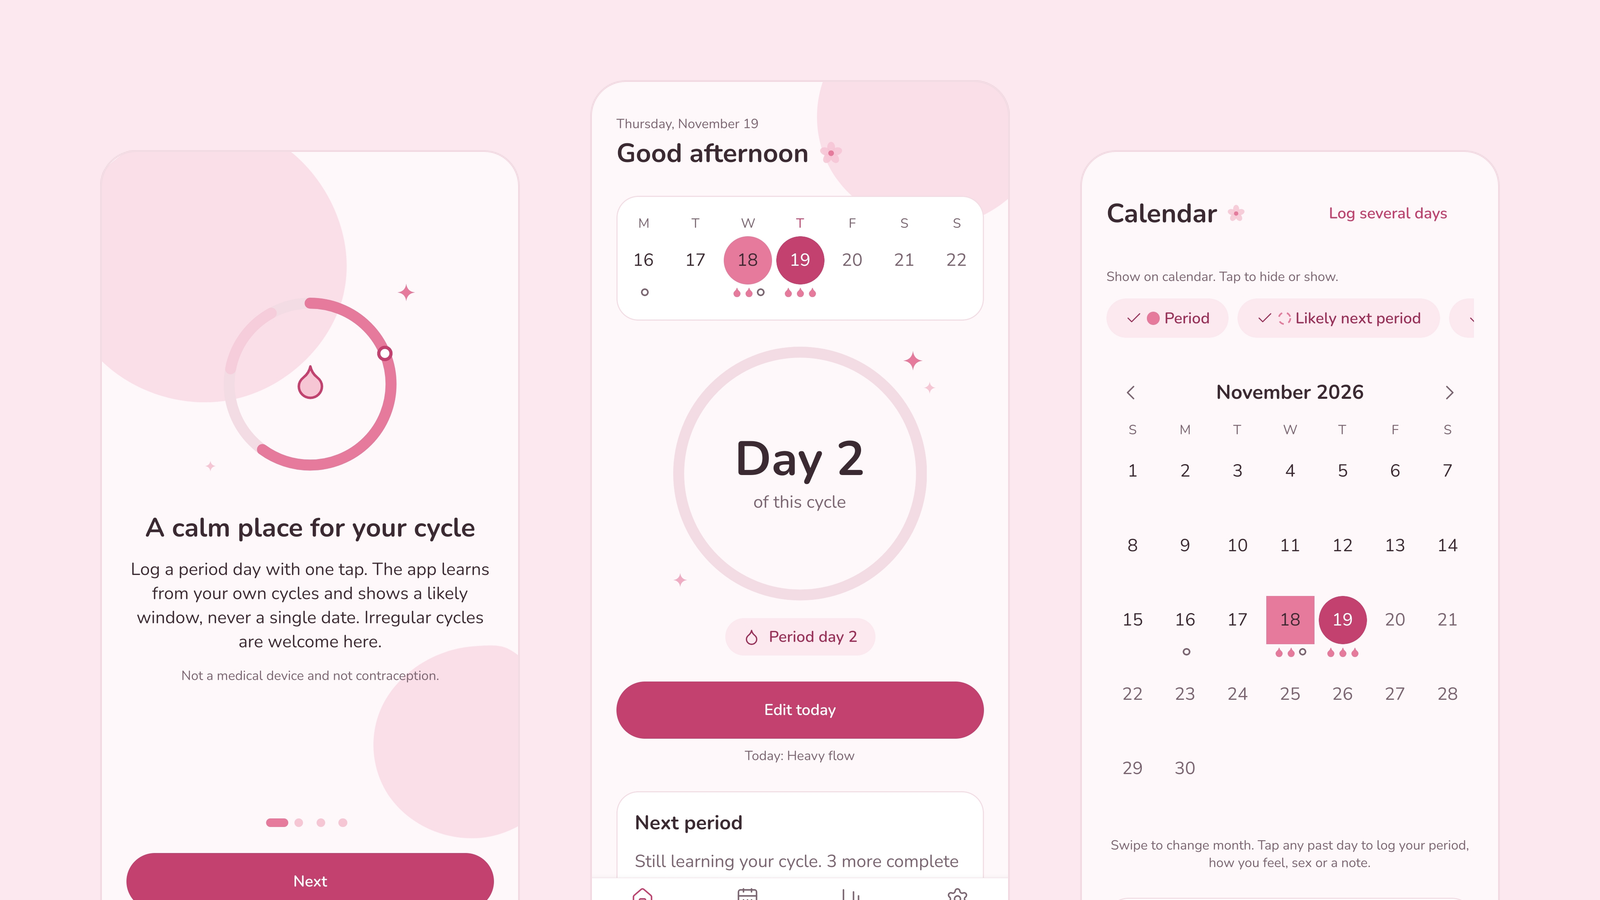 A calm place for your cycle
Log a period day with one tap. The app learns
from your own cycles and shows a likely
window, never a single date. Irregular cycles
are welcome here.
Not a medical device and not contraception.
Next
Thursday, November 19
Good afternoon
M T W T F S S
16 17 18 19 20 21 22
Day 2
of this cycle
Period day 2
Edit today
Today: Heavy flow
Next period
Still learning your cycle. 3 more complete
Calendar
Log several days
Show on calendar. Tap to hide or show.
Period
Likely next period
November 2026
S M T W T F S
1 2 3 4 5 6 7
8 9 10 11 12 13 14
15 16 17 18 19 20 21
22 23 24 25 26 27 28
29 30
Swipe to change month. Tap any past day to log your period,
how you feel, sex or a note.